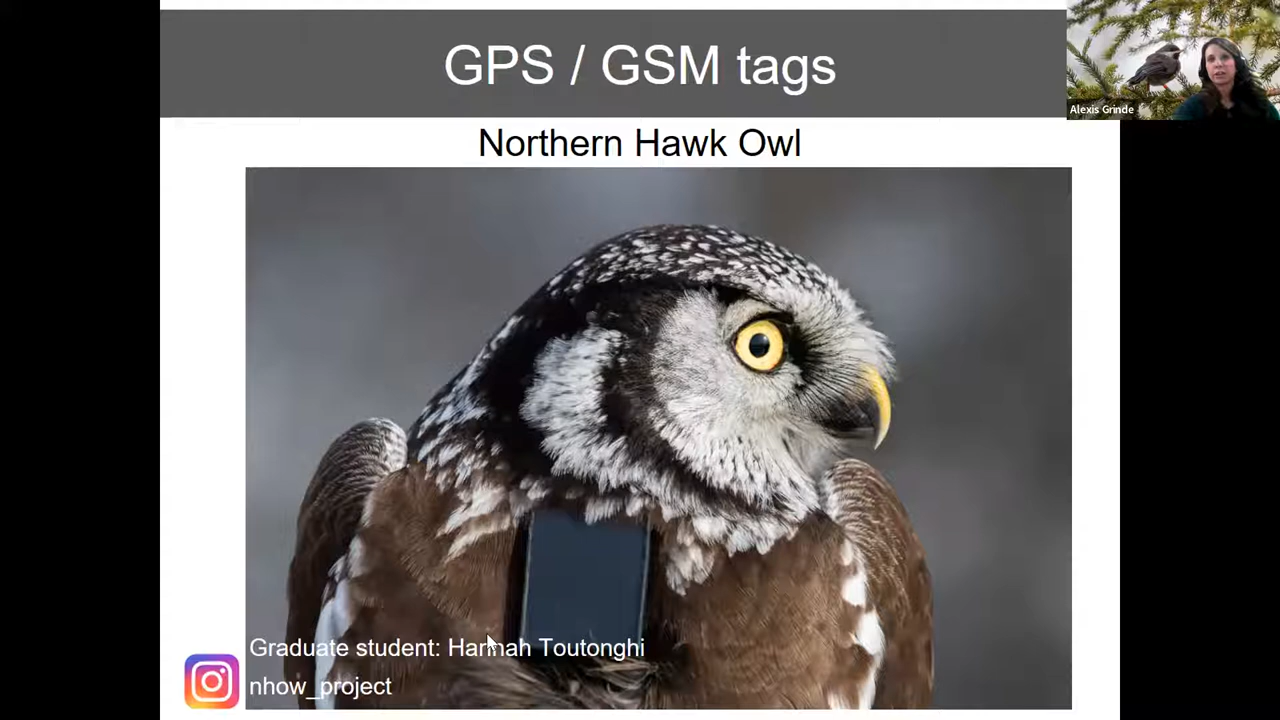 GPS / GSM tags
Alexis Grinde
Northern Hawk Owl
Graduate student: Hannah Toutonghi
nhow_project